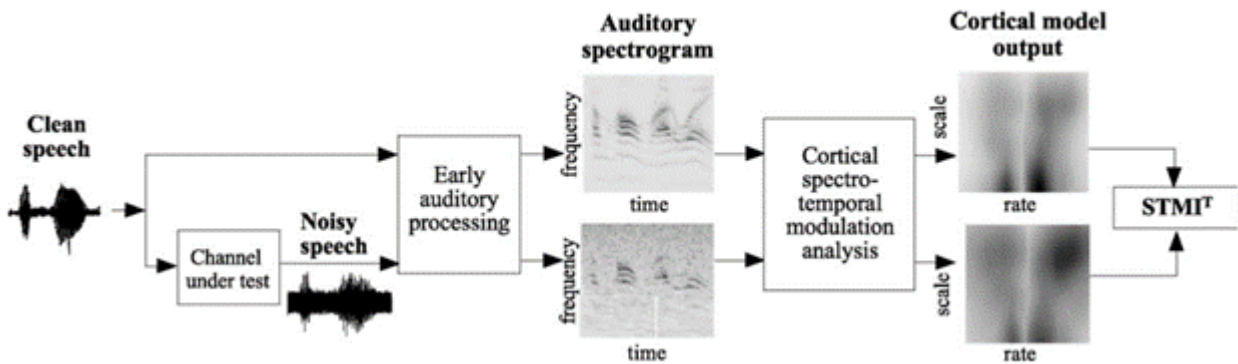 Clean
speech
Channel
under test
Noisy
speech
Early
auditory
processing
Auditory
spectrogram
frequency
time
frequency
time
Cortical
spectro-
temporal
modulation
analysis
Cortical model
output
scale
rate
scale
rate
STMIᵀ